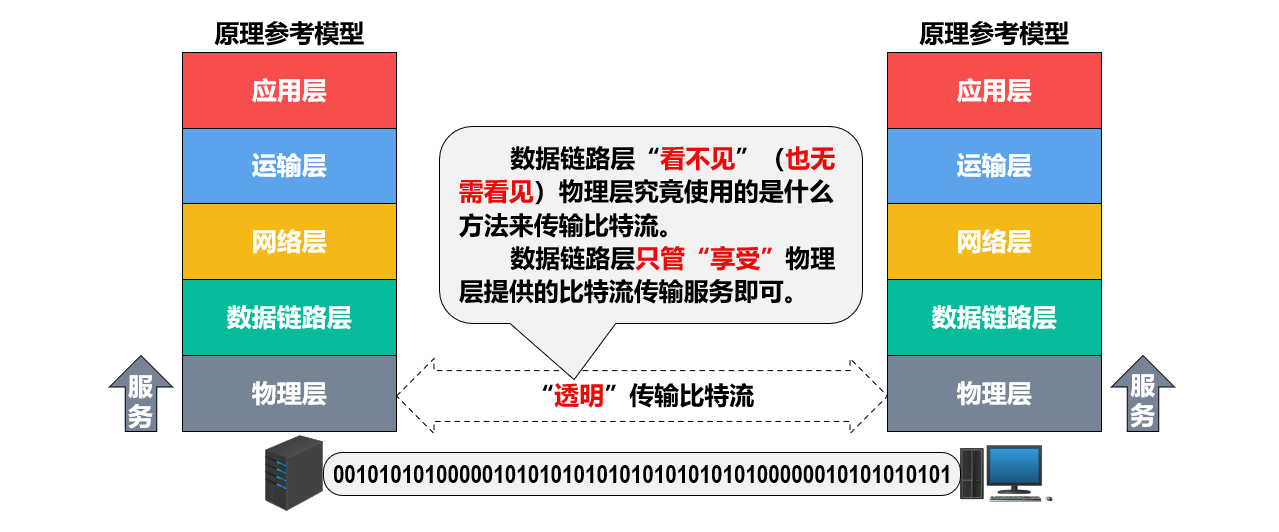 原理参考模型
应用层
运输层
网络层
数据链路层
物理层
服务
数据链路层“看不见”（也无
需看见）物理层究竟使用的是什么
方法来传输比特流。
数据链路层只管“享受”物理
层提供的比特流传输服务即可。
“透明”传输比特流
原理参考模型
应用层
运输层
网络层
数据链路层
物理层
服务
00101010100000101010101010101010101010000001010101010101